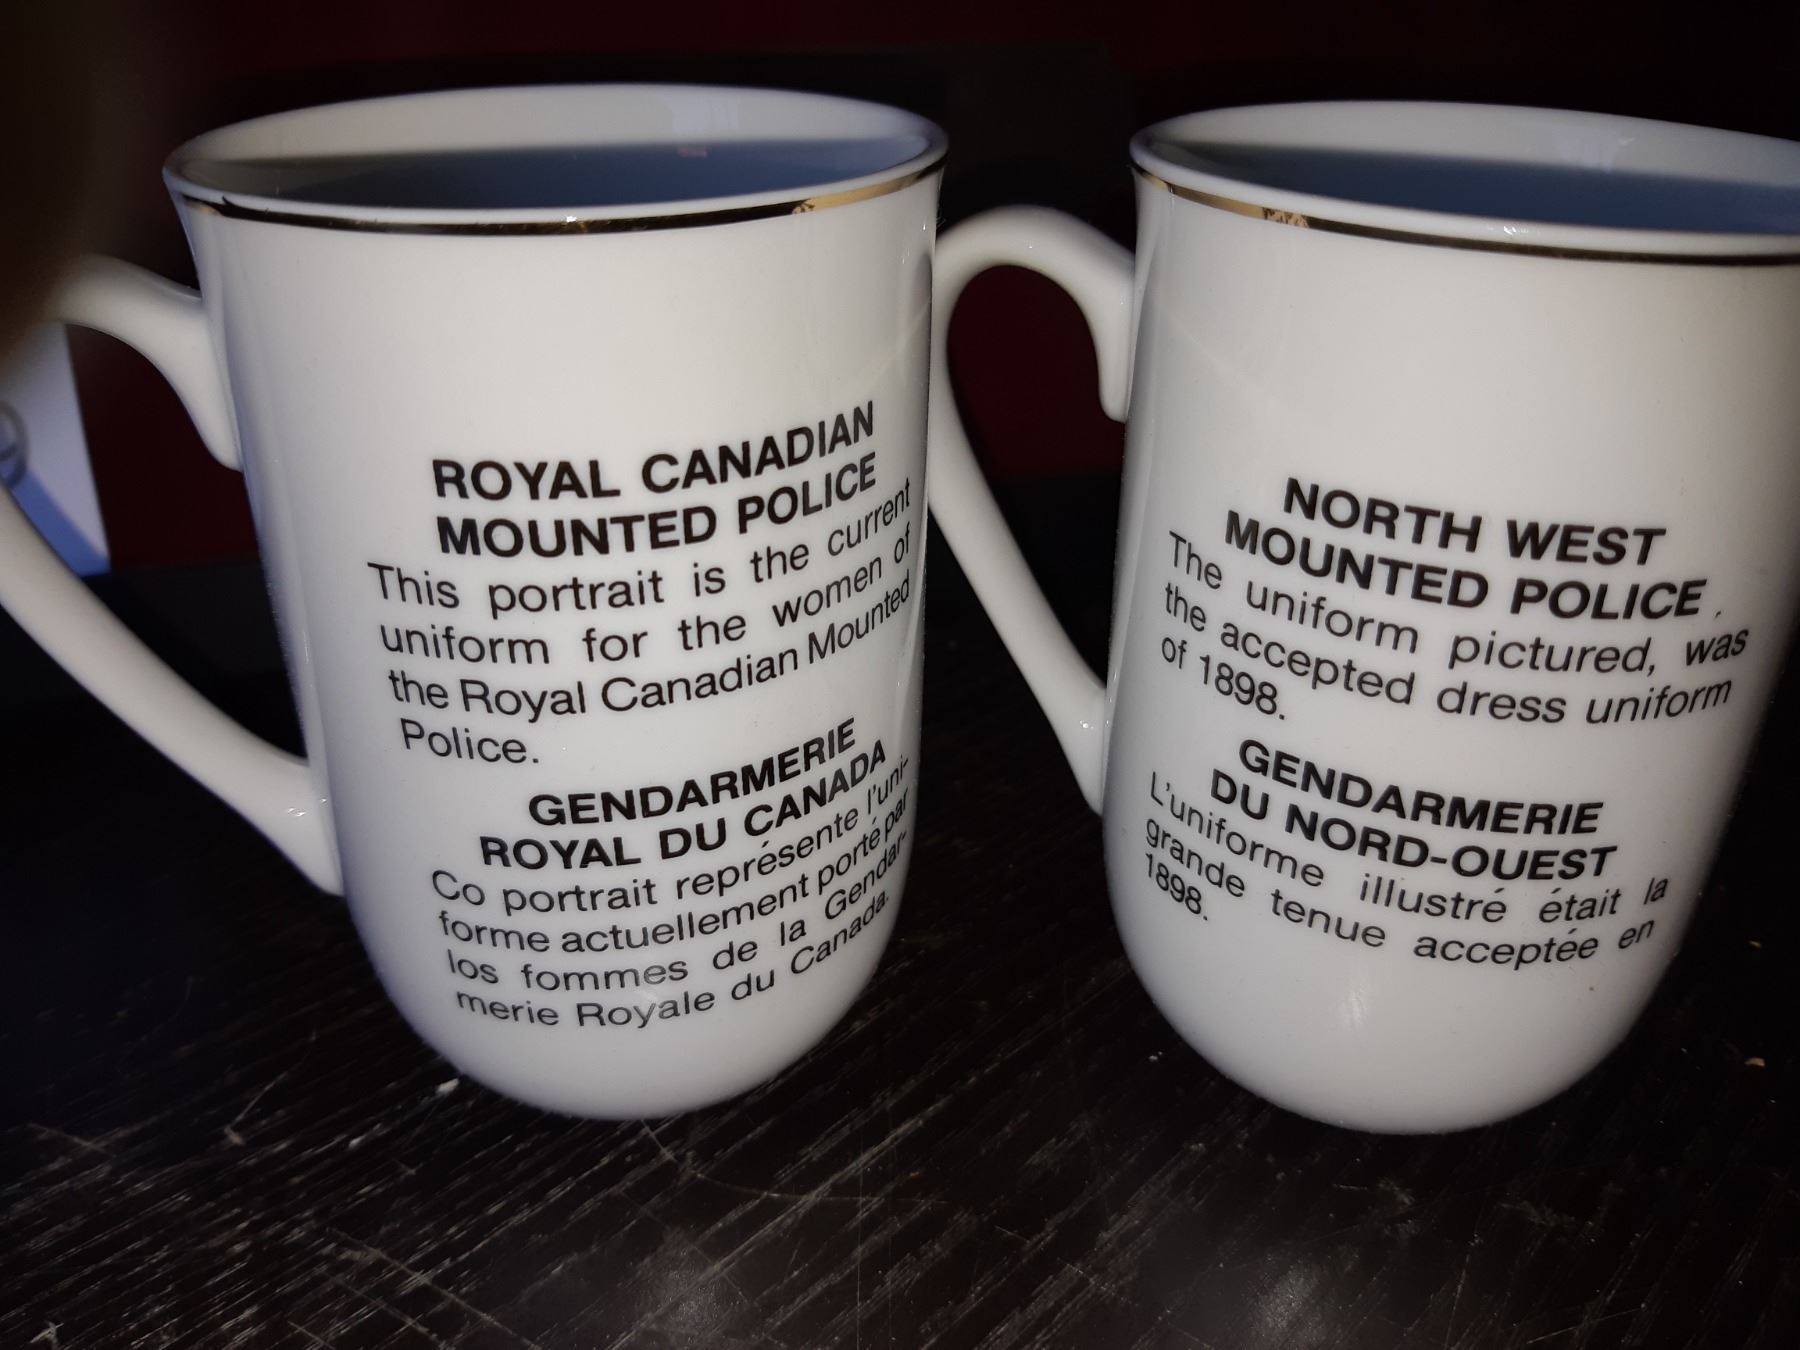 ROYAL CANADIAN
MOUNTED POLICE
This portrait is the current
uniform for the women of
the Royal Canadian Mounted
Police.
GENDARMERIE
ROYAL DU CANADA
Co portrait représente l'uni-
forme actuellement porté par
los fommes de la Gendar-
merie Royale du Canada.
NORTH WEST
MOUNTED POLICE
The uniform pictured, was
the accepted dress uniform
of 1898.
GENDARMERIE
DU NORD-OUEST
L'uniforme illustré était la
grande tenue acceptée en
1898.